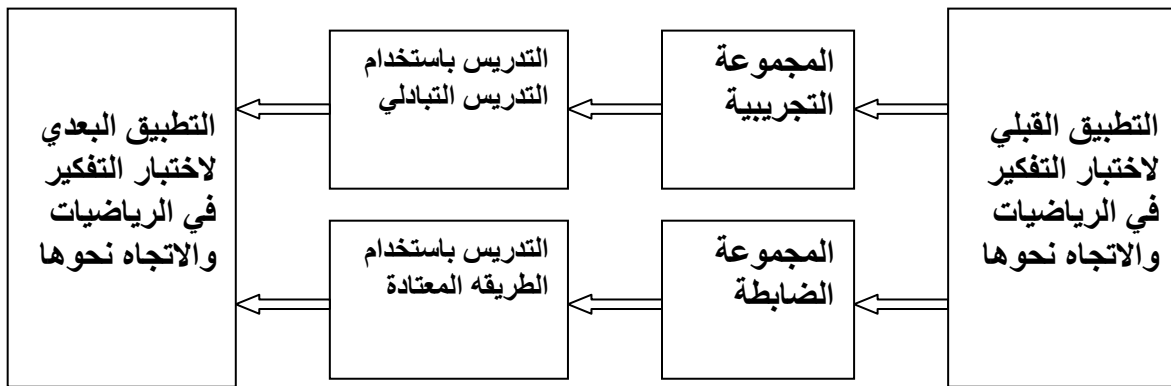 التطبيق القبلي
لاختبار التفكير
في الرياضيات
والاتجاه نحوها
المجموعة
التجريبية
التدريس باستخدام
التدريس التبادلي
المجموعة
الضابطة
التدريس باستخدام
الطريقه المعتادة
التطبيق البعدي
لاختبار التفكير
في الرياضيات
والاتجاه نحوها